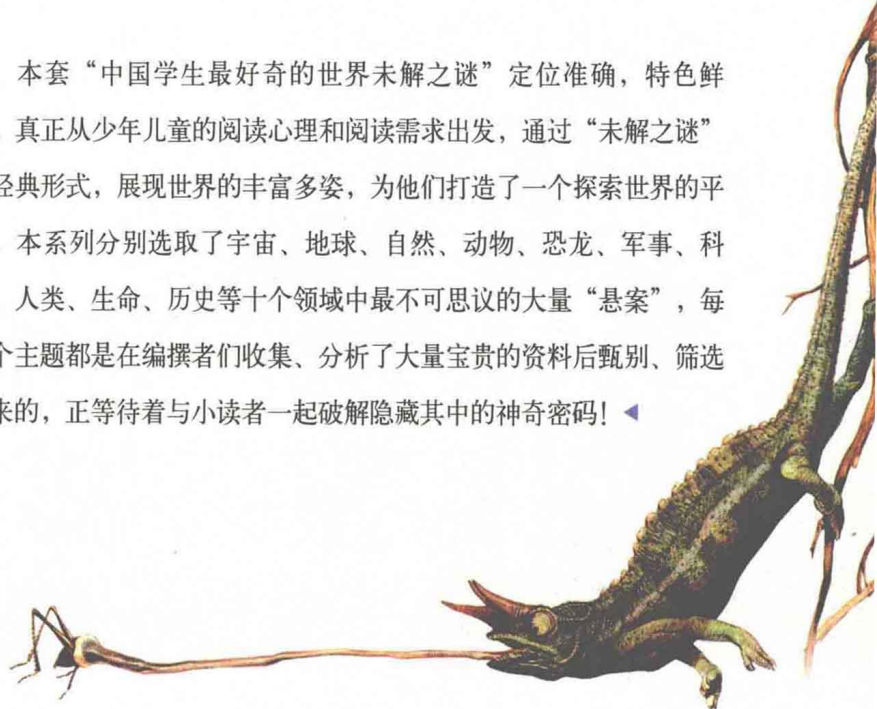 本套“中国学生最好奇的世界未解之谜”定位准确，特色鲜
真正从少年儿童的阅读心理和阅读需求出发，通过“未解之谜”
经典形式，展现世界的丰富多姿，为他们打造了一个探索世界的平
本系列分别选取了宇宙、地球、自然、动物、恐龙、军事、科
人类、生命、历史等十个领域中最不可思议的大量“悬案”，每
个主题都是在编撰者们收集、分析了大量宝贵的资料后甄别、筛选
来的，正等待着与小读者一起破解隐藏其中的神奇密码！